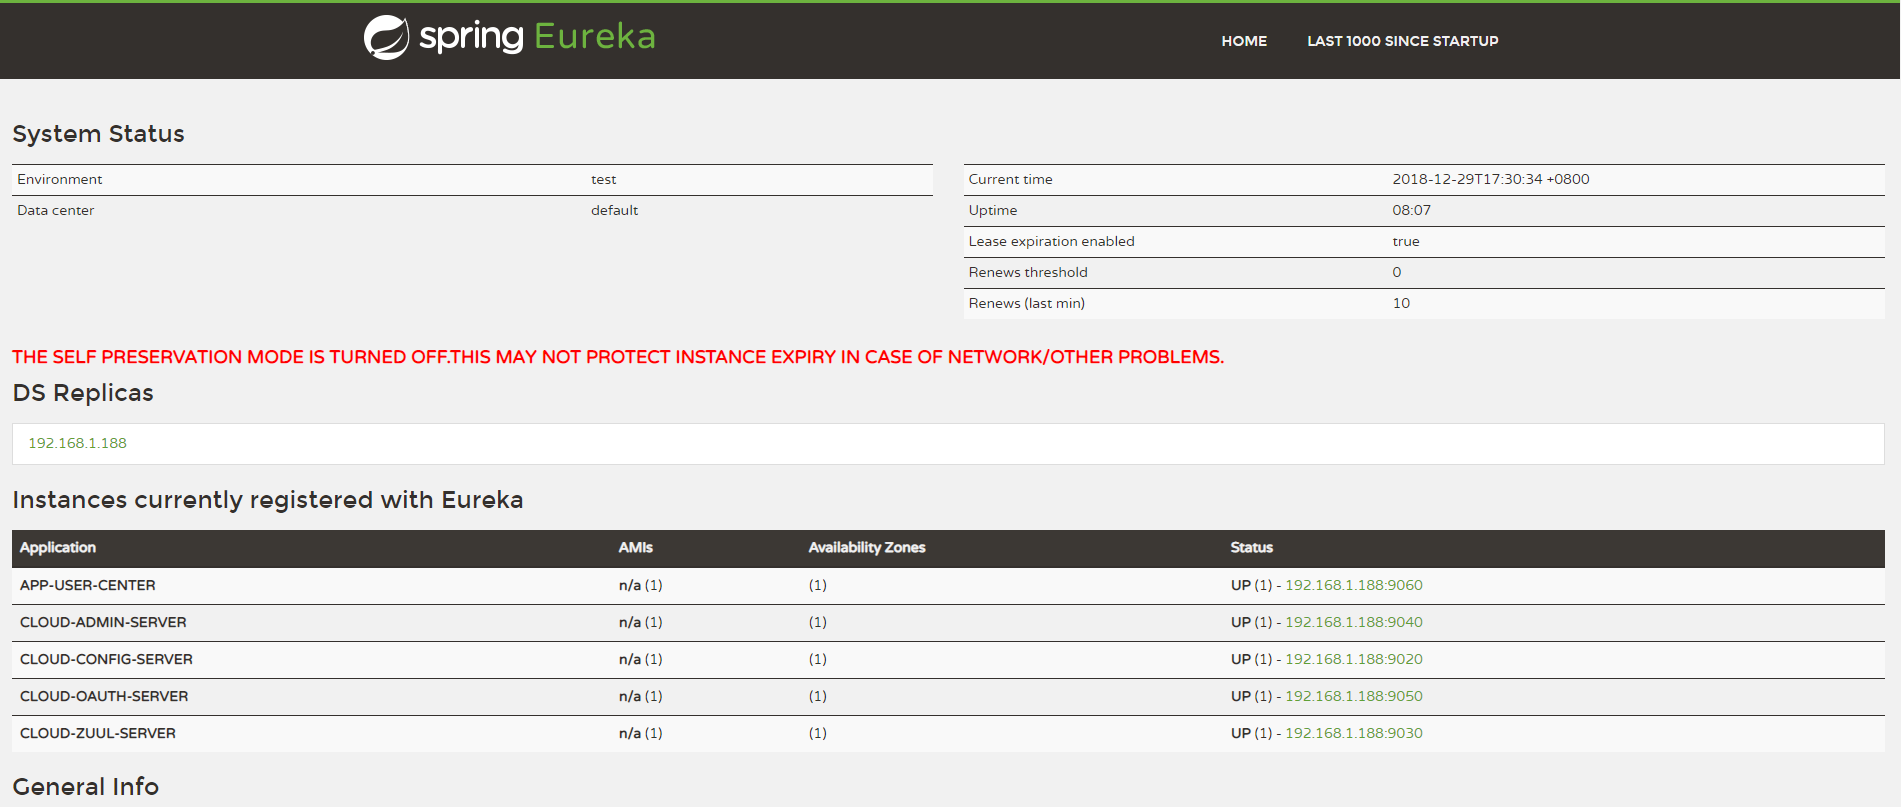 spring Eureka
HOME LAST 1000 SINCE STARTUP
System Status
Environment test
Data center default
Current time 2018-12-29T17:30:34 +0800
Uptime 08:07
Lease expiration enabled true
Renews threshold 0
Renews (last min) 10
THE SELF PRESERVATION MODE IS TURNED OFF.THIS MAY NOT PROTECT INSTANCE EXPIRY IN CASE OF NETWORK/OTHER PROBLEMS.
DS Replicas
192.168.1.188
Instances currently registered with Eureka
Application AMIs Availability Zones Status
APP-USER-CENTER n/a (1) (1) UP (1) - 192.168.1.188:9060
CLOUD-ADMIN-SERVER n/a (1) (1) UP (1) - 192.168.1.188:9040
CLOUD-CONFIG-SERVER n/a (1) (1) UP (1) - 192.168.1.188:9020
CLOUD-OAUTH-SERVER n/a (1) (1) UP (1) - 192.168.1.188:9050
CLOUD-ZUUL-SERVER n/a (1) (1) UP (1) - 192.168.1.188:9030
General Info